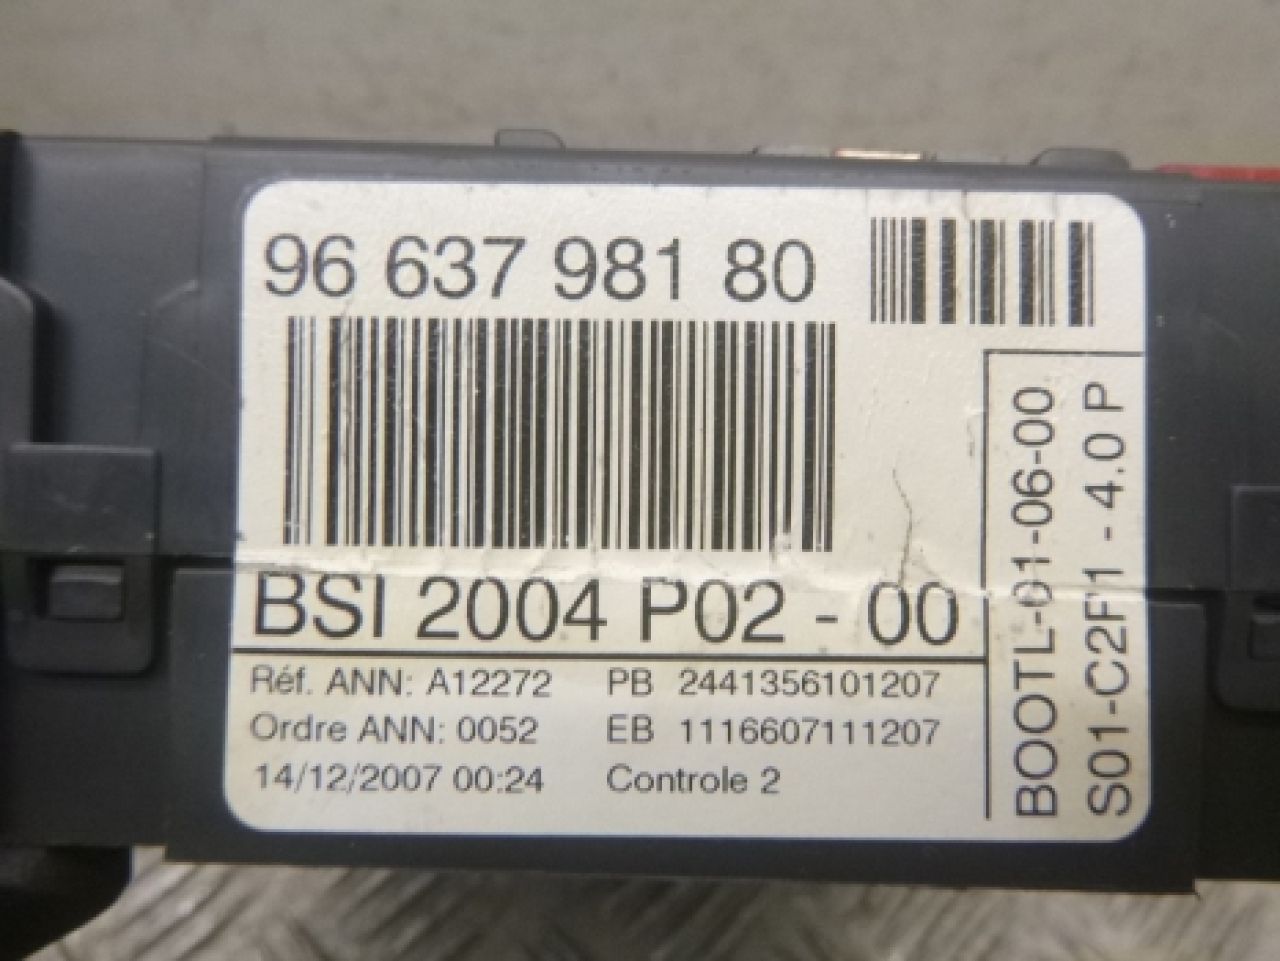 96 637 981 80
BSI 2004 P02 - 00
Réf. ANN: A12272 PB 2441356101207
Ordre ANN: 0052 EB 1116607111207
14/12/2007 00:24 Controle 2
BOOTL-01-06-00
S01-C2F1 - 4.0 P